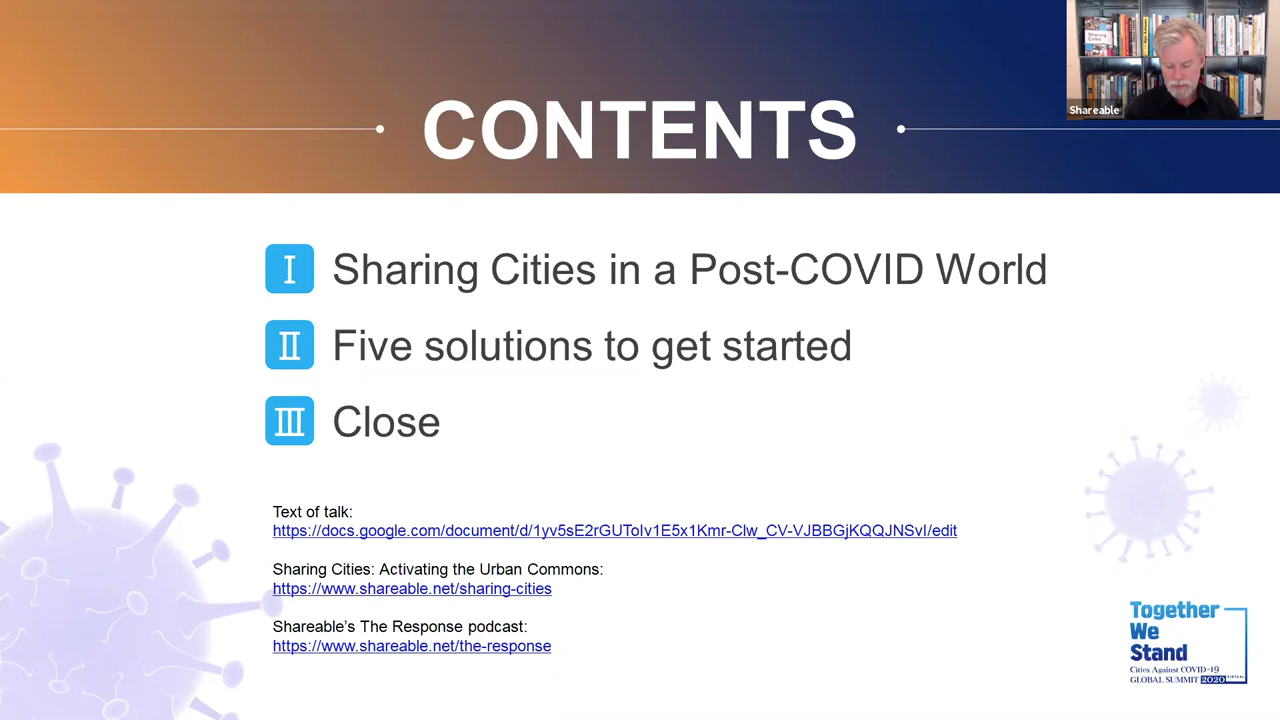 Sharing
Cities
Shareable
CONTENTS
I Sharing Cities in a Post-COVID World
II Five solutions to get started
III Close
Text of talk:
https://docs.google.com/document/d/1yv5sE2rGUToIv1E5x1Kmr-Clw_CV-VJBBGjKQQJNSvI/edit
Sharing Cities: Activating the Urban Commons:
https://www.shareable.net/sharing-cities
Shareable's The Response podcast:
https://www.shareable.net/the-response
Together
We
Stand
Cities Against COVID-19
GLOBAL SUMMIT 2020 VIRTUAL